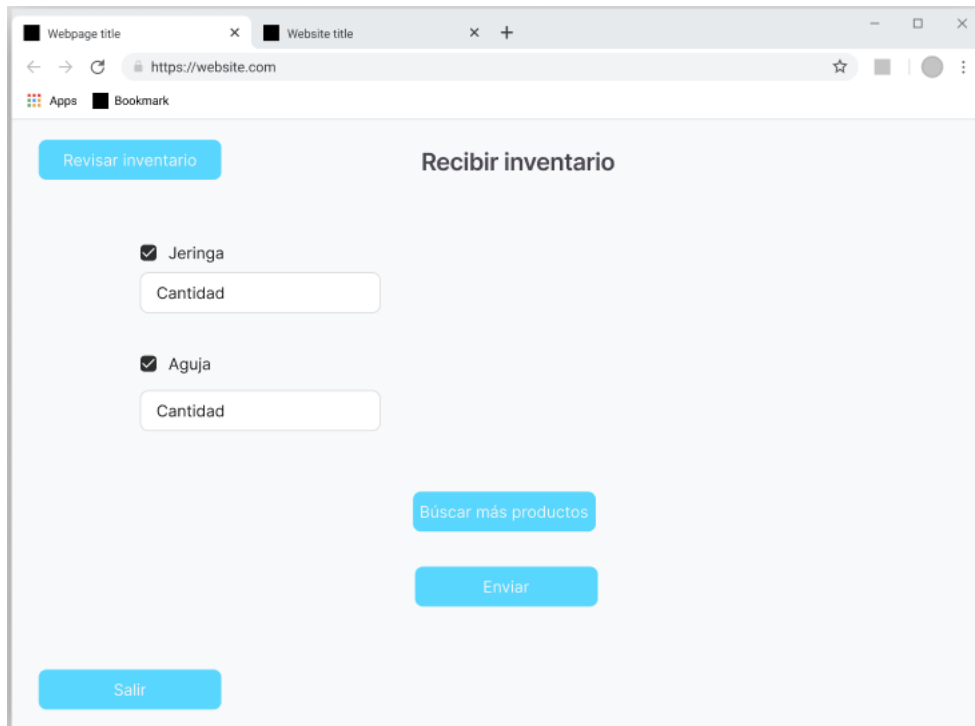 Webpage title
Website title
https://website.com
Apps
Bookmark
Revisar inventario
Recibir inventario
Jeringa
Cantidad
Aguja
Cantidad
Búscar más productos
Enviar
Salir